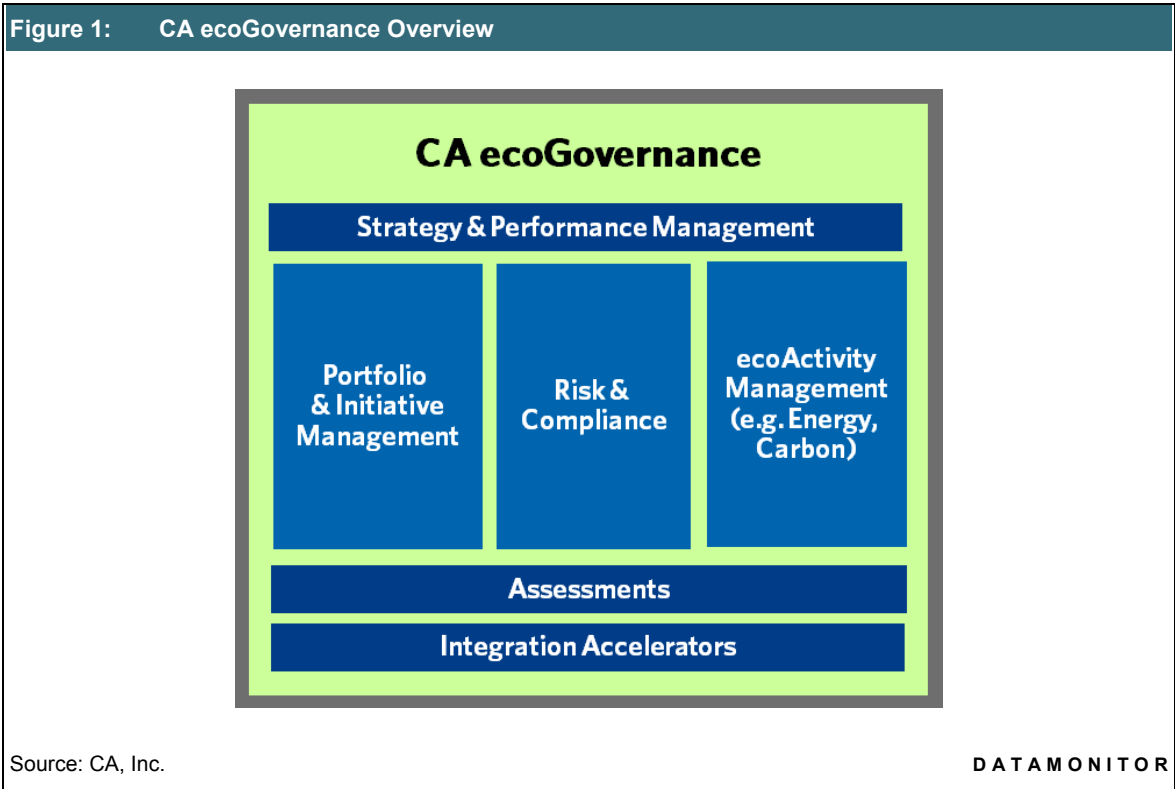 Figure 1: CA ecoGovernance Overview
CA ecoGovernance
Strategy & Performance Management
Portfolio
& Initiative
Management
Risk &
Compliance
ecoActivity
Management
(e.g. Energy,
Carbon)
Assessments
Integration Accelerators
Source: CA, Inc.
DATAMONITOR